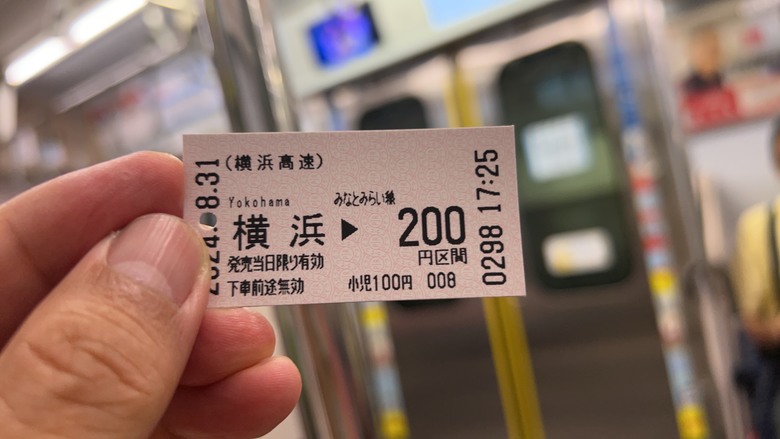 2024.-8.31
(横浜高速)
Yokohama
みなとみらい線
横浜 ▶ 200
円区間
発売当日限り有効
下車前途無効
小児100円 008
0298 17:25